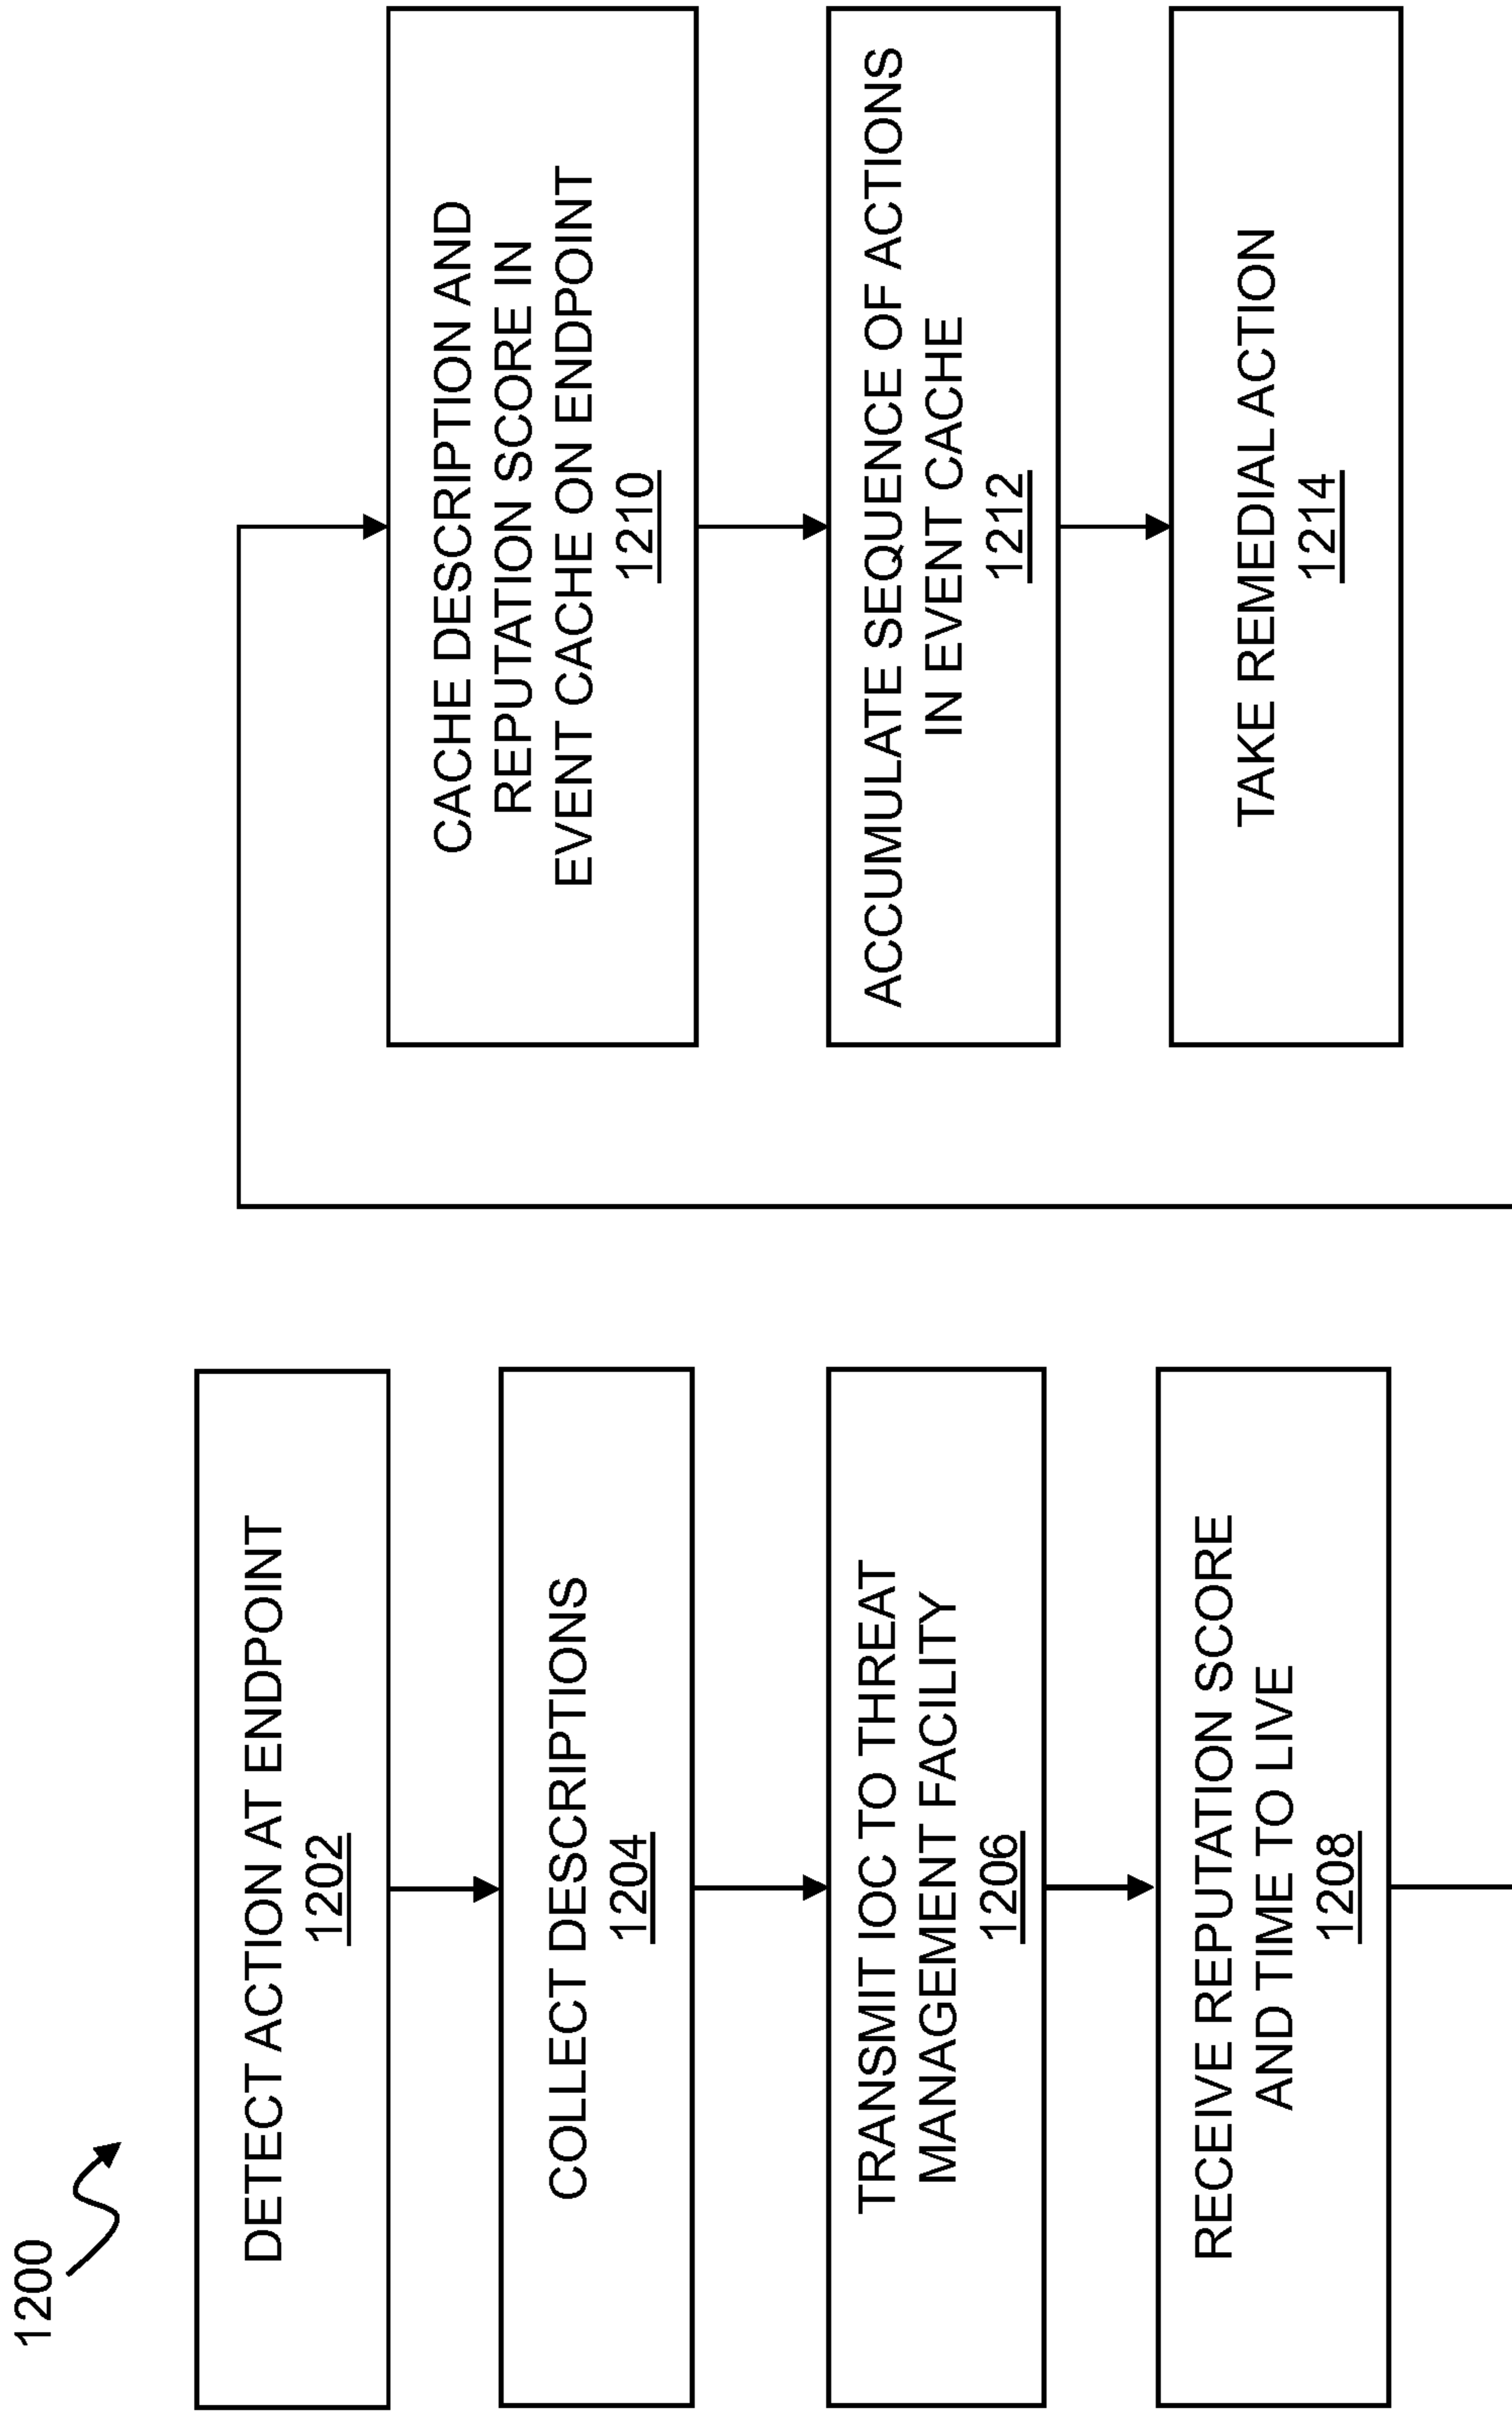 1200
DETECT ACTION AT ENDPOINT
1202
COLLECT DESCRIPTIONS
1204
TRANSMIT IOC TO THREAT
MANAGEMENT FACILITY
1206
RECEIVE REPUTATION SCORE
AND TIME TO LIVE
1208
CACHE DESCRIPTION AND
REPUTATION SCORE IN
EVENT CACHE ON ENDPOINT
1210
ACCUMULATE SEQUENCE OF ACTIONS
IN EVENT CACHE
1212
TAKE REMEDIAL ACTION
1214